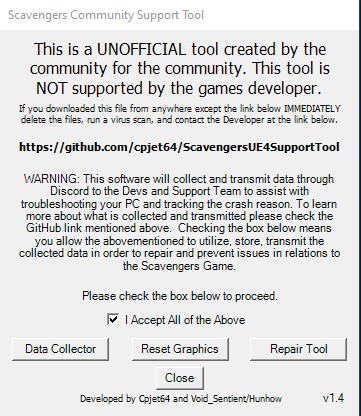 Scavengers Community Support Tool
This is a UNOFFICIAL tool created by the
community for the community. This tool is
NOT supported by the games developer.
If you downloaded this file from anywhere except the link below IMMEDIATELY
delete the files, run a virus scan, and contact the Developer at the link below.
https://github.com/cpjet64/ScavengersUE4SupportTool
WARNING: This software will collect and transmit data through
Discord to the Devs and Support Team to assist with
troubleshooting your PC and tracking the crash reason. To learn
more about what is collected and transmitted please check the
GitHub link mentioned above. Checking the box below means
you allow the abovementioned to utilize, store, transmit the
collected data in order to repair and prevent issues in relations to
the Scavengers Game.
Please check the box below to proceed.
I Accept All of the Above
Data Collector
Reset Graphics
Repair Tool
Close
Developed by Cpjet64 and Void_Sentient/Hunhow
v1.4